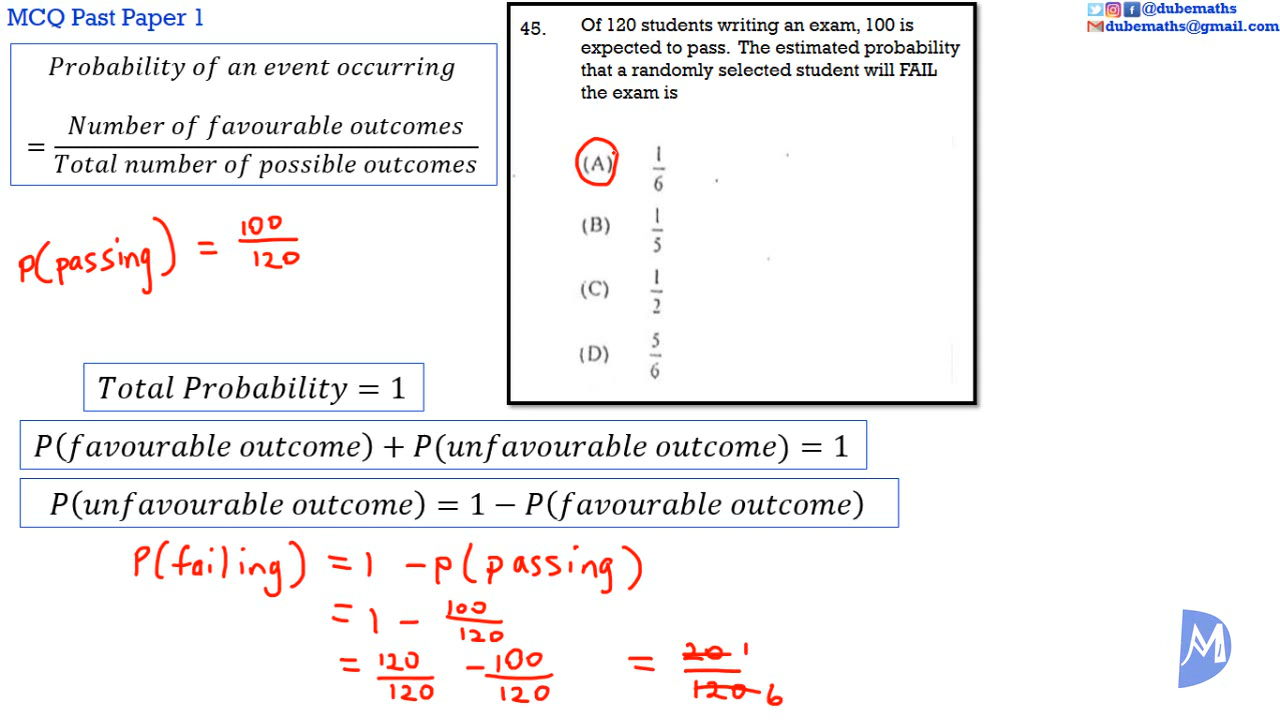 MCQ Past Paper 1
@dubemaths
dubemaths@gmail.com
Probability of an event occurring
= Number of favourable outcomes / Total number of possible outcomes
45. Of 120 students writing an exam, 100 is
expected to pass. The estimated probability
that a randomly selected student will FAIL
the exam is
(A) 1/6
(B) 1/5
(C) 1/2
(D) 5/6
p(passing) = 100/120
Total Probability = 1
P(favourable outcome) + P(unfavourable outcome) = 1
P(unfavourable outcome) = 1 − P(favourable outcome)
P(failing) = 1 - p(passing)
= 1 - 100/120
= 120/120 - 100/120 = 20 1/120 6
M